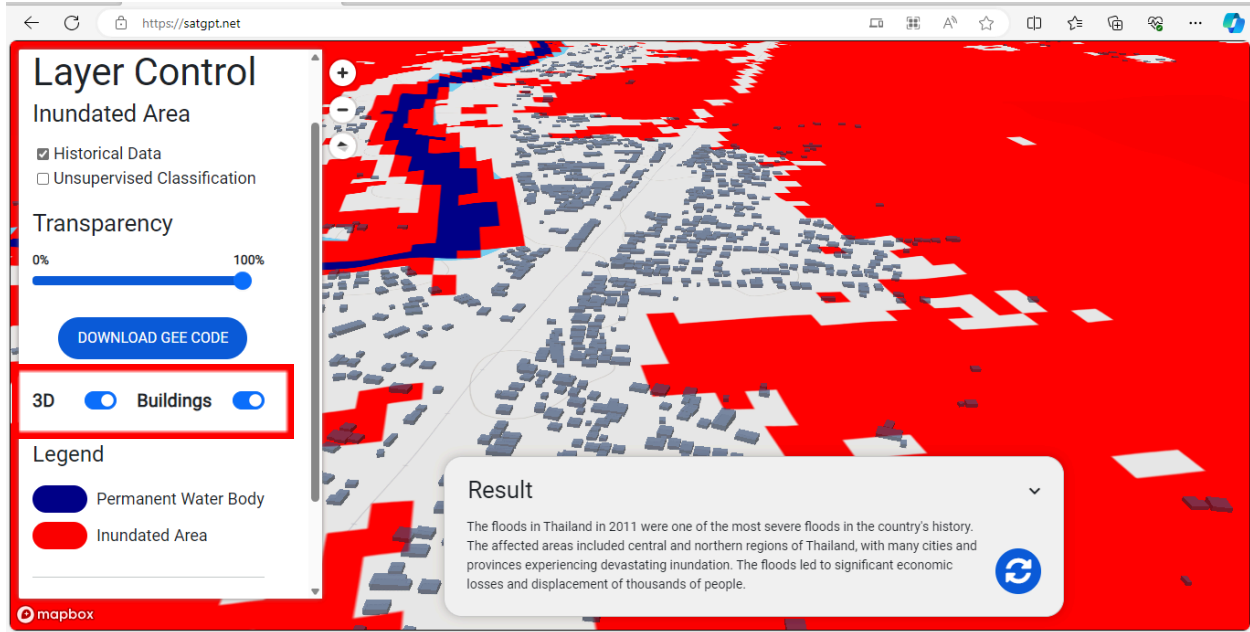 https://satgpt.net
Layer Control
Inundated Area
Historical Data
Unsupervised Classification
Transparency
0% 100%
DOWNLOAD GEE CODE
3D Buildings
Legend
Permanent Water Body
Inundated Area
mapbox
Result
The floods in Thailand in 2011 were one of the most severe floods in the country's history.
The affected areas included central and northern regions of Thailand, with many cities and
provinces experiencing devastating inundation. The floods led to significant economic
losses and displacement of thousands of people.